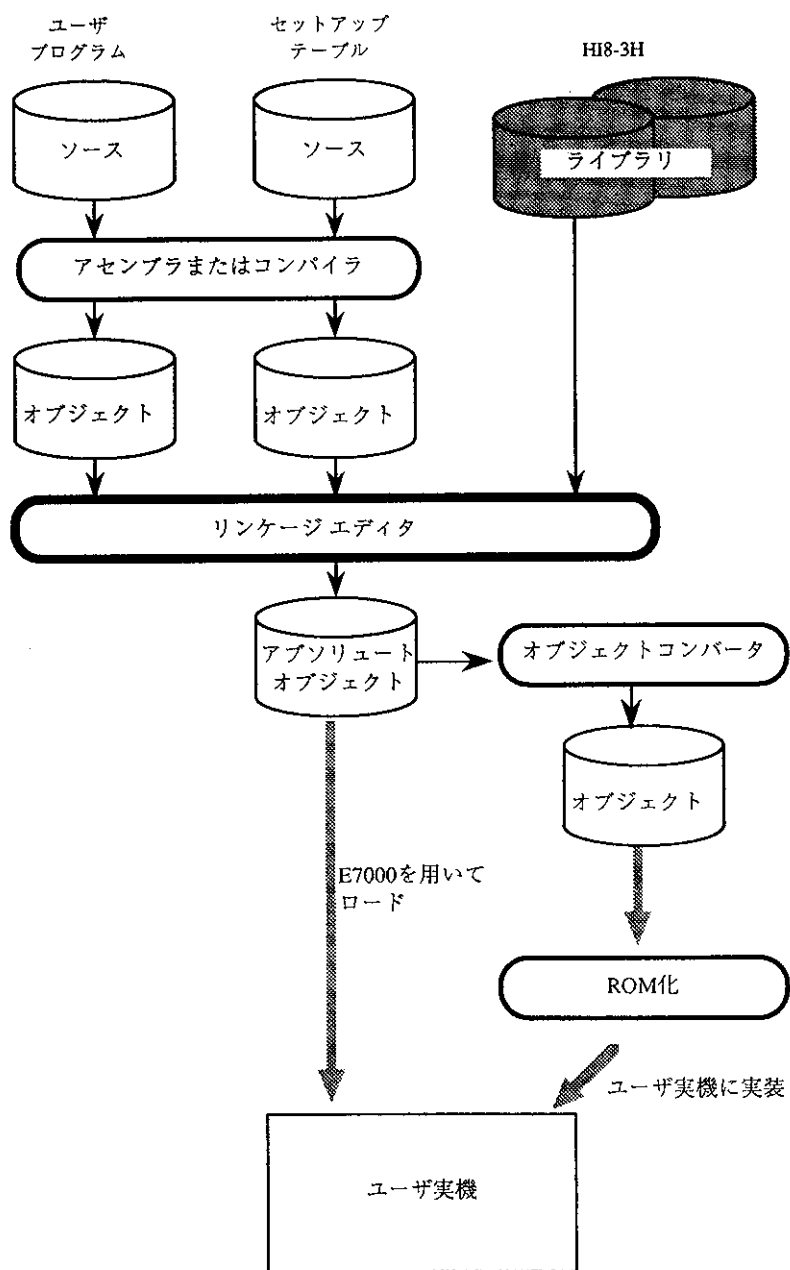 ユーザ
プログラム
セットアップ
テーブル
HI8-3H
ソース
ソース
ライブラリ
アセンブラまたはコンパイラ
オブジェクト
オブジェクト
リンケージ エディタ
アブソリュート
オブジェクト
オブジェクトコンバータ
オブジェクト
E7000を用いて
ロード
ROM化
ユーザ実機に実装
ユーザ実機